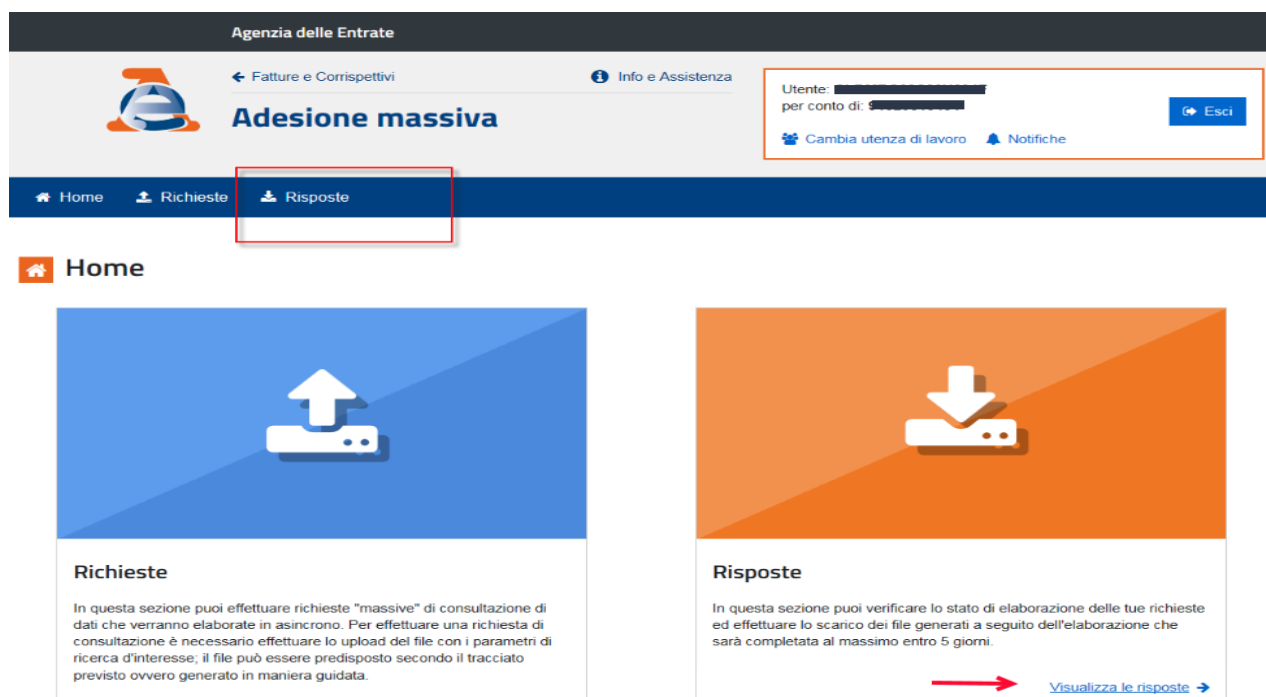 Agenzia delle Entrate
Fatture e Corrispettivi
Info e Assistenza
Adesione massiva
Utente:
per conto di:
Esci
Cambia utenza di lavoro
Notifiche
Home
Richieste
Risposte
Home
Richieste
In questa sezione puoi effettuare richieste "massive" di consultazione di
dati che verranno elaborate in asincrono. Per effettuare una richiesta di
consultazione è necessario effettuare lo upload del file con i parametri di
ricerca d'interesse; il file può essere predisposto secondo il tracciato
previsto ovvero generato in maniera guidata.
Risposte
In questa sezione puoi verificare lo stato di elaborazione delle tue richieste
ed effettuare lo scarico dei file generati a seguito dell'elaborazione che
sarà completata al massimo entro 5 giorni.
Visualizza le risposte